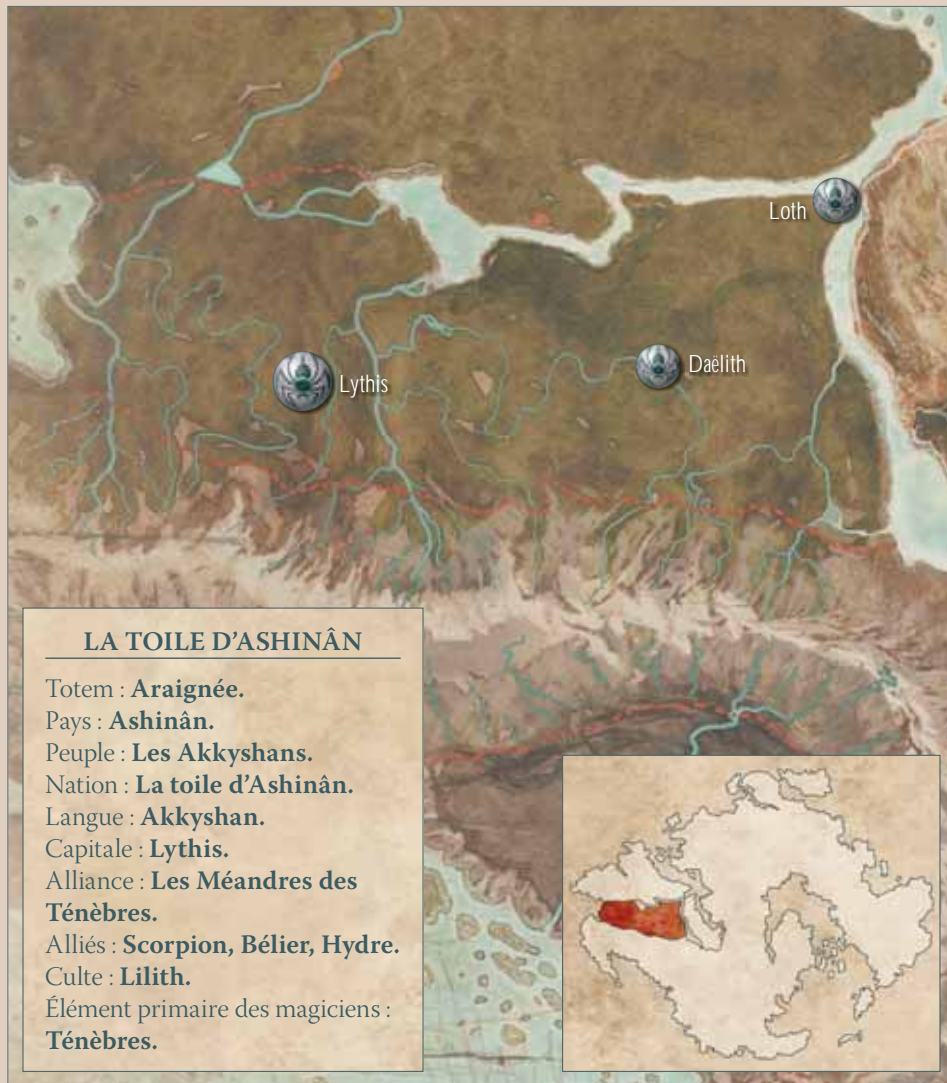 Loth
Daëlith
Lythis
LA TOILE D'ASHINÂN
Totem : Araignée.
Pays : Ashinân.
Peuple : Les Akkyshans.
Nation : La toile d'Ashinân.
Langue : Akkyshan.
Capitale : Lythis.
Alliance : Les Méandres des
Ténèbres.
Alliés : Scorpion, Bélier, Hydre.
Culte : Lilith.
Élément primaire des magiciens :
Ténèbres.